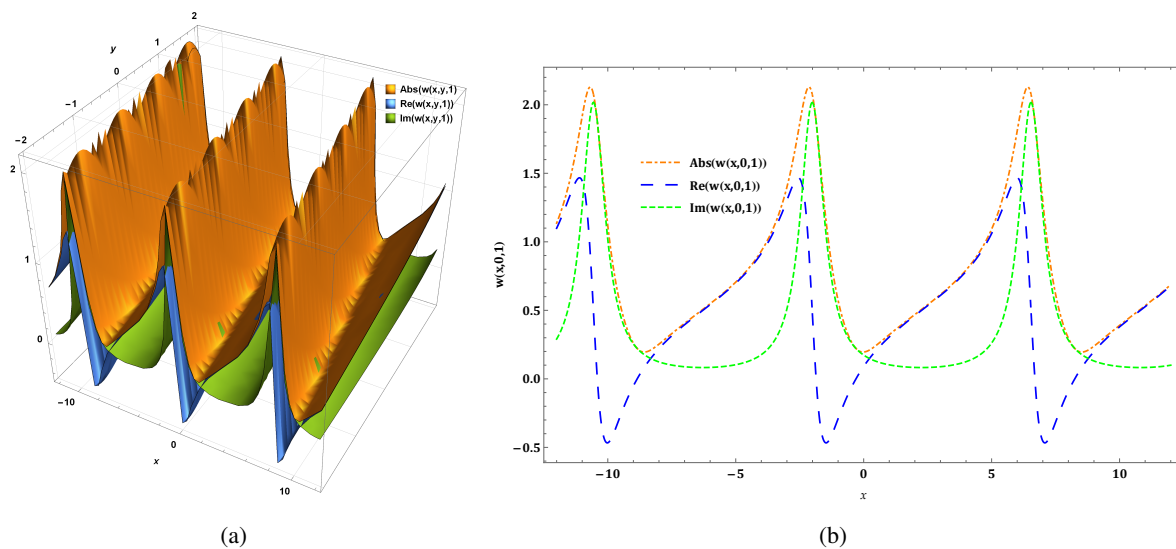 2
1
y
0
−1
−2
2
1
0
−10
0
x
10
Abs(w(x,y,1)
Re(w(x,y,1))
Im(w(x,y,1))
(a)
2.0
1.5
1.0
0.5
0.0
−0.5
w(x,0,1)
Abs(w(x,0,1))
Re(w(x,0,1))
Im(w(x,0,1))
−10
−5
0
5
10
x
(b)